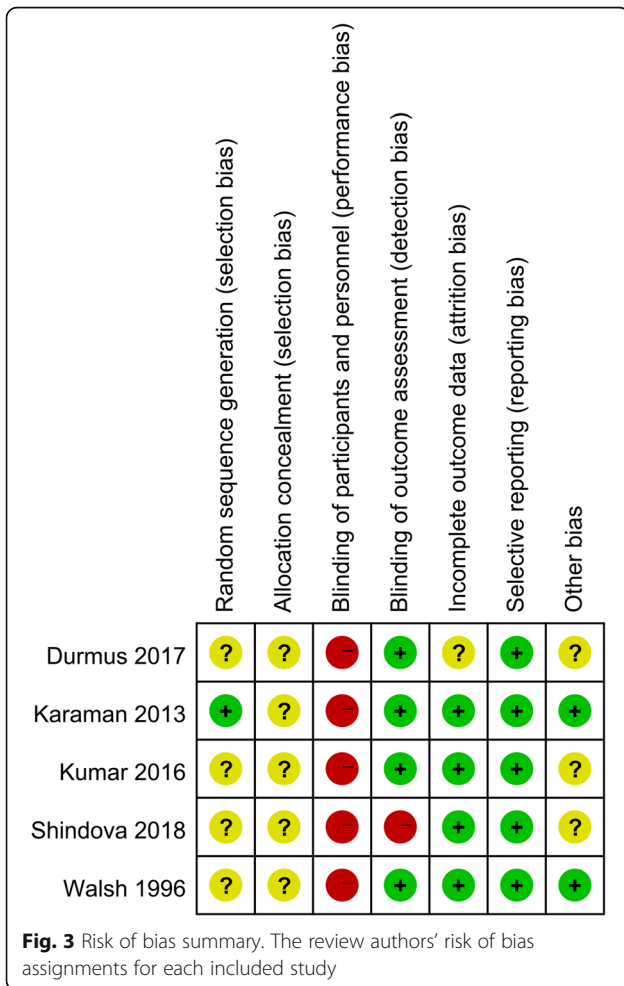 Random sequence generation (selection bias)
Allocation concealment (selection bias)
Blinding of participants and personnel (performance bias)
Blinding of outcome assessment (detection bias)
Incomplete outcome data (attrition bias)
Selective reporting (reporting bias)
Other bias
Durmus 2017 ? ? – + ? + ?
Karaman 2013 + ? – + + + +
Kumar 2016 ? ? – + + + ?
Shindova 2018 ? ? – – + + ?
Walsh 1996 ? ? – + + + +
Fig. 3 Risk of bias summary. The review authors’ risk of bias
assignments for each included study